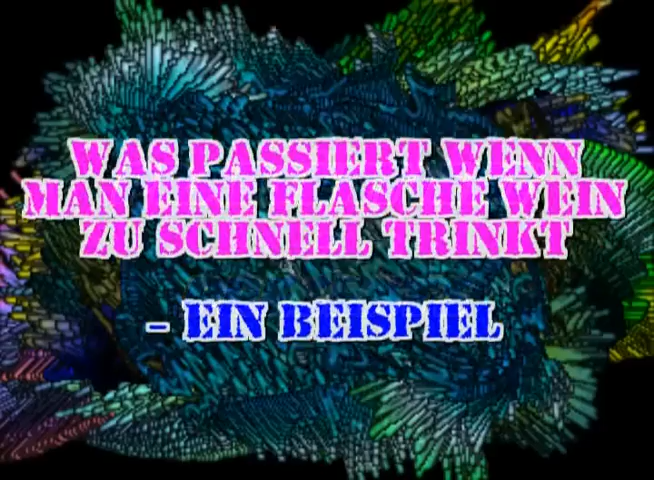 WAS PASSIERT WENN
MAN EINE FLASCHE WEIN
ZU SCHNELL TRINKT
- EIN BEISPIEL